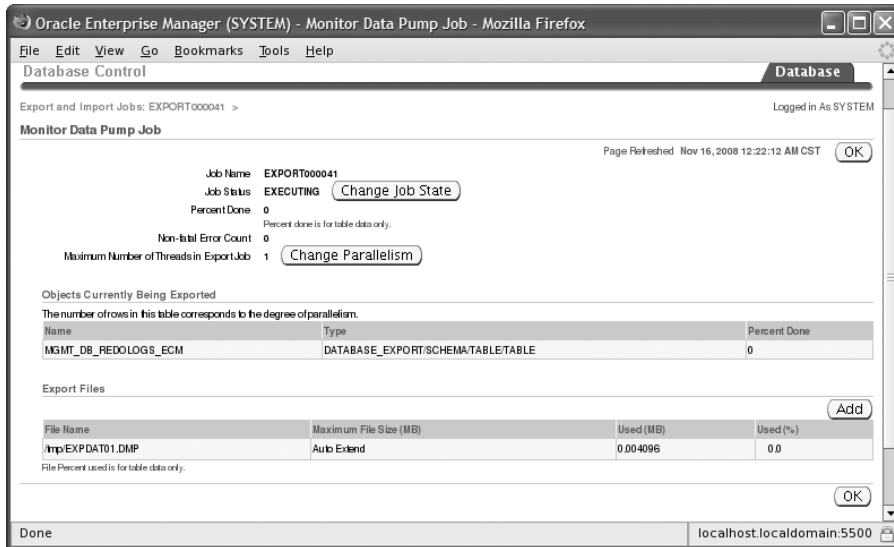 Oracle Enterprise Manager (SYSTEM) - Monitor Data Pump Job - Mozilla Firefox
File Edit View Go Bookmarks Tools Help
Database Control Database
Export and Import Jobs: EXPORT000041 > Logged in As SYSTEM
Monitor Data Pump Job
Page Refreshed Nov 16, 2008 12:22:12 AM CST OK
Job Name EXPORT000041
Job Status EXECUTING Change Job State
Percent Done 0
Percent done is for table data only.
Non-fatal Error Count 0
Maximum Number of Threads in Export Job 1 Change Parallelism
Objects Currently Being Exported
The number of rows in this table corresponds to the degree of parallelism.
Name Type Percent Done
MGMT_DB_REDOLOGS_ECM DATABASE_EXPORT/SCHEMA/TABLE/TABLE 0
Export Files
Add
File Name Maximum File Size (MB) Used (MB) Used (%)
/tmp/EXPDAT01.DMP Auto Extend 0.004096 0.0
File Percent used is for table data only.
OK
Done localhost.localdomain:5500